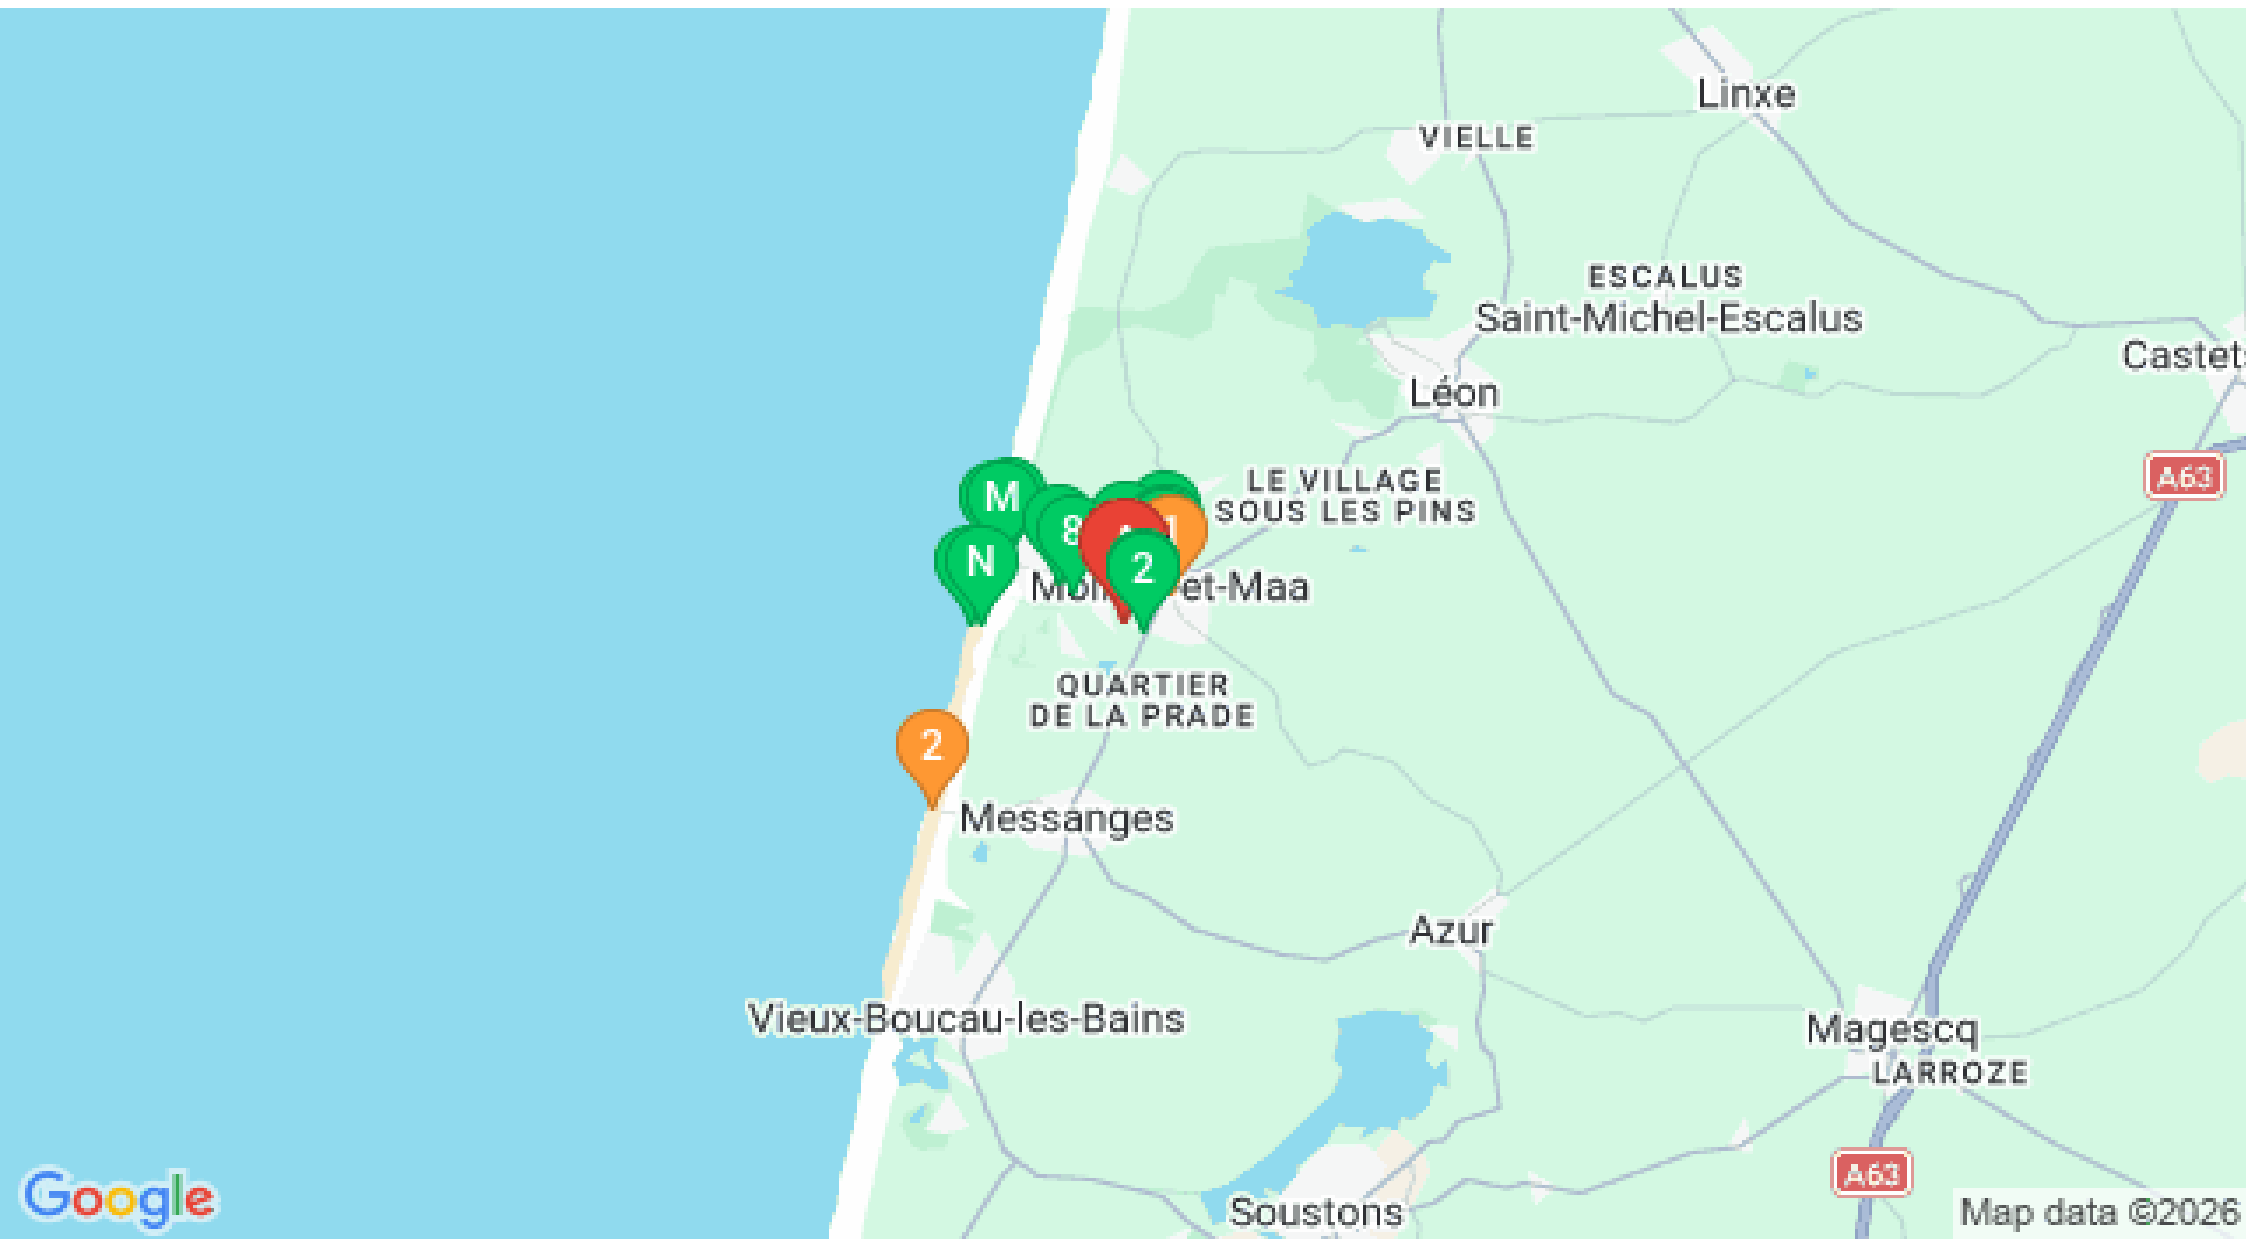 Linxe
VIELLE
ESCALUS
Saint-Michel-Escalus
Léon
A63
LE VILLAGE
SOUS LES PINS
M
8
1
N
2
et-Maa
QUARTIER
DE LA PRADE
2
Messanges
Azur
Vieux-Boucau-les-Bains
Magescq
LARROZE
A63
Soustons
Google
Map data ©2026